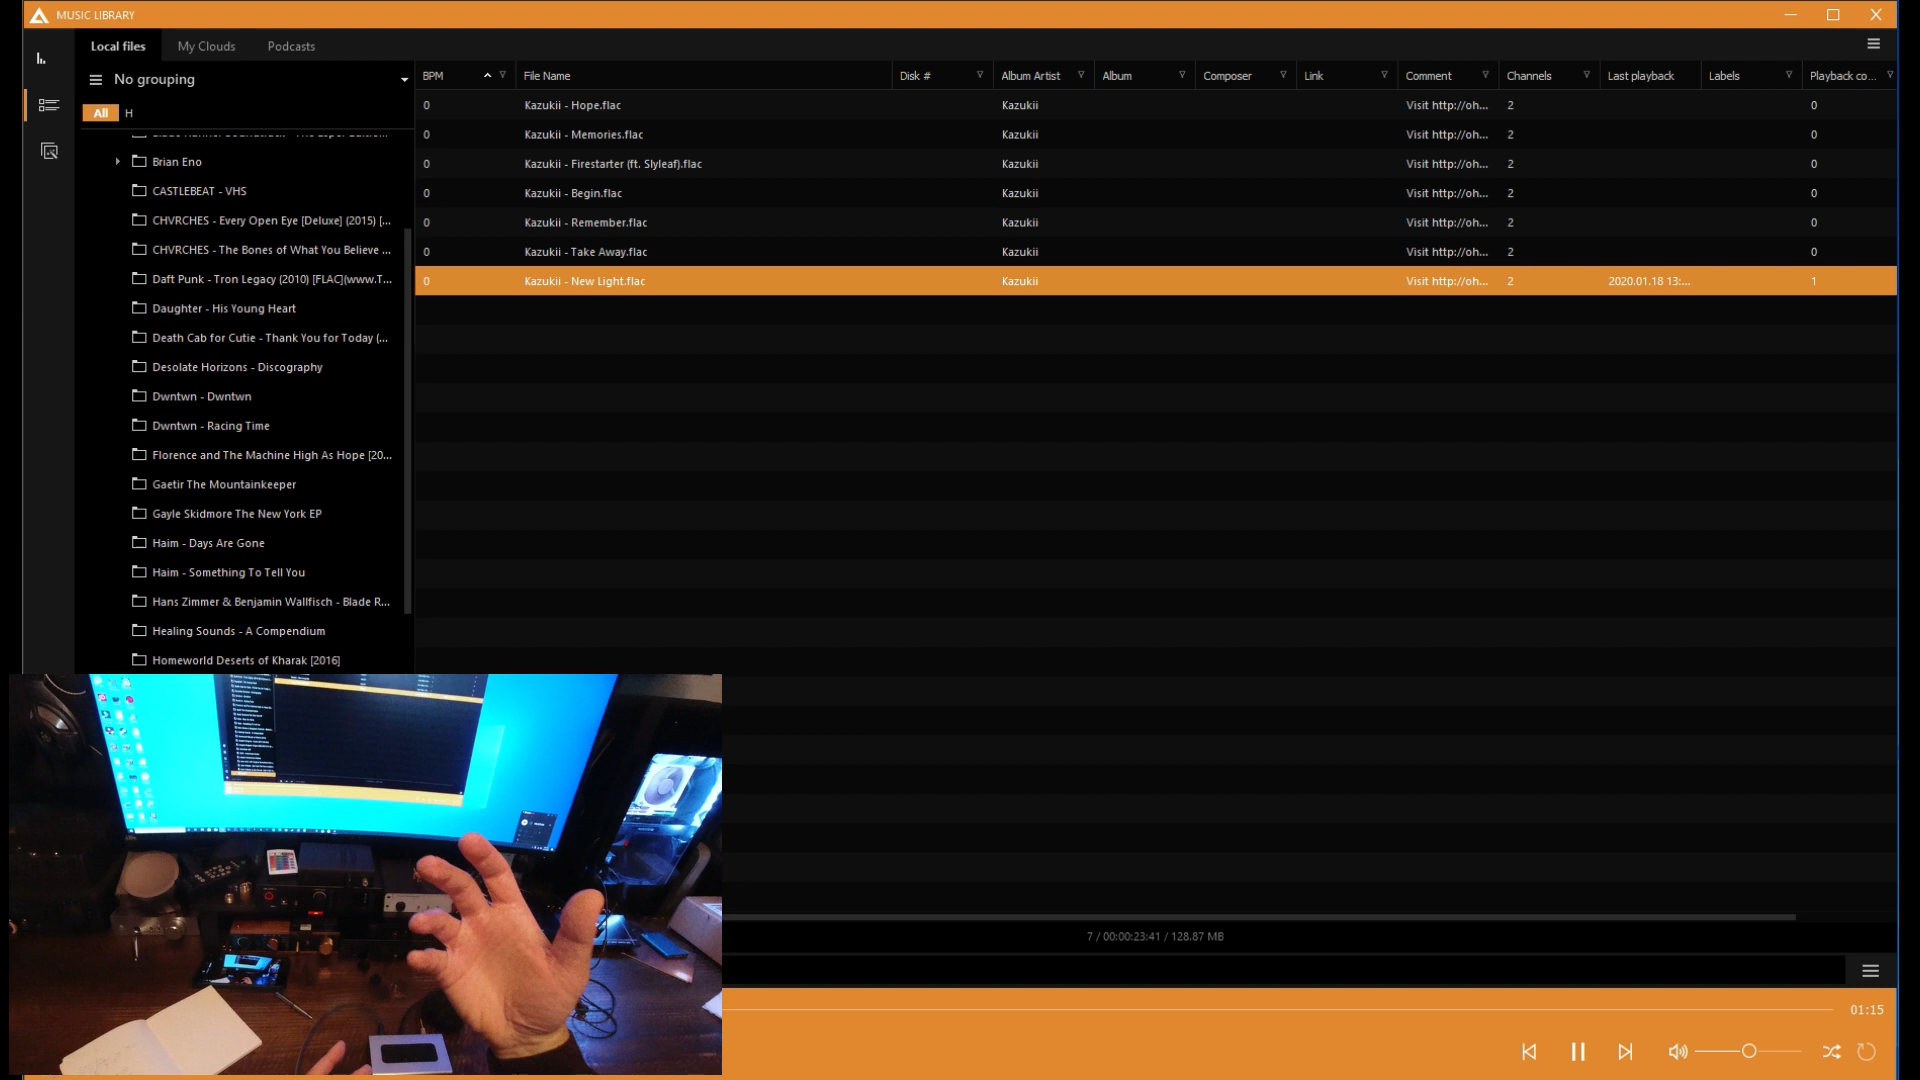 MUSIC LIBRARY
Local files My Clouds Podcasts
No grouping
All H
Brian Eno
CASTLEBEAT - VHS
CHVRCHES - Every Open Eye [Deluxe] (2015) [...
CHVRCHES - The Bones of What You Believe ...
Daft Punk - Tron Legacy (2010) [FLAC](www.T...
Daughter - His Young Heart
Death Cab for Cutie - Thank You for Today (...
Desolate Horizons - Discography
Dwntwn - Dwntwn
Dwntwn - Racing Time
Florence and The Machine High As Hope [20...
Gaetir The Mountainkeeper
Gayle Skidmore The New York EP
Haim - Days Are Gone
Haim - Something To Tell You
Hans Zimmer & Benjamin Wallfisch - Blade R...
Healing Sounds - A Compendium
Homeworld Deserts of Kharak [2016]
BPM File Name Disk # Album Artist Album Composer Link Comment Channels Last playback Labels Playback co...
0 Kazukii - Hope.flac Kazukii Visit http://oh... 2 0
0 Kazukii - Memories.flac Kazukii Visit http://oh... 2 0
0 Kazukii - Firestarter (ft. Slyleaf).flac Kazukii Visit http://oh... 2 0
0 Kazukii - Begin.flac Kazukii Visit http://oh... 2 0
0 Kazukii - Remember.flac Kazukii Visit http://oh... 2 0
0 Kazukii - Take Away.flac Kazukii Visit http://oh... 2 0
0 Kazukii - New Light.flac Kazukii Visit http://oh... 2 2020.01.18 13:... 1
7 / 00:00:23:41 / 128.87 MB
01:15